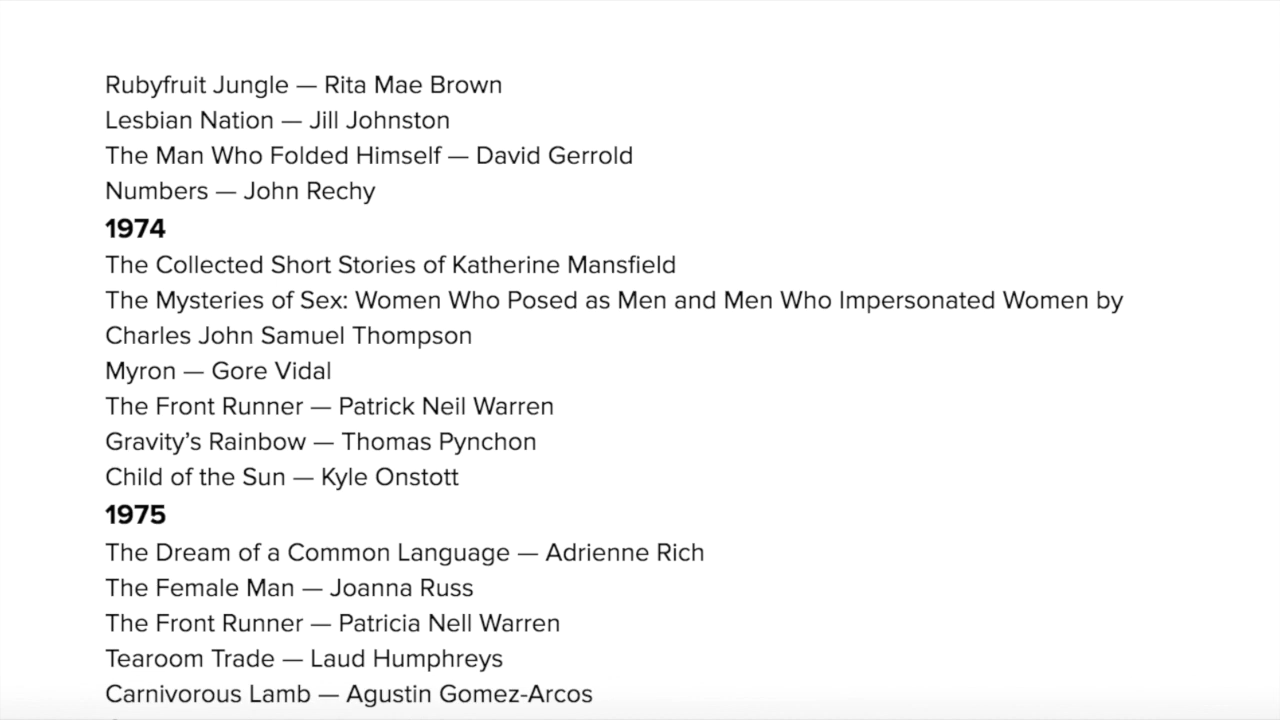 Rubyfruit Jungle — Rita Mae Brown
Lesbian Nation — Jill Johnston
The Man Who Folded Himself — David Gerrold
Numbers — John Rechy
1974
The Collected Short Stories of Katherine Mansfield
The Mysteries of Sex: Women Who Posed as Men and Men Who Impersonated Women by
Charles John Samuel Thompson
Myron — Gore Vidal
The Front Runner — Patrick Neil Warren
Gravity’s Rainbow — Thomas Pynchon
Child of the Sun — Kyle Onstott
1975
The Dream of a Common Language — Adrienne Rich
The Female Man — Joanna Russ
The Front Runner — Patricia Nell Warren
Tearoom Trade — Laud Humphreys
Carnivorous Lamb — Agustin Gomez-Arcos